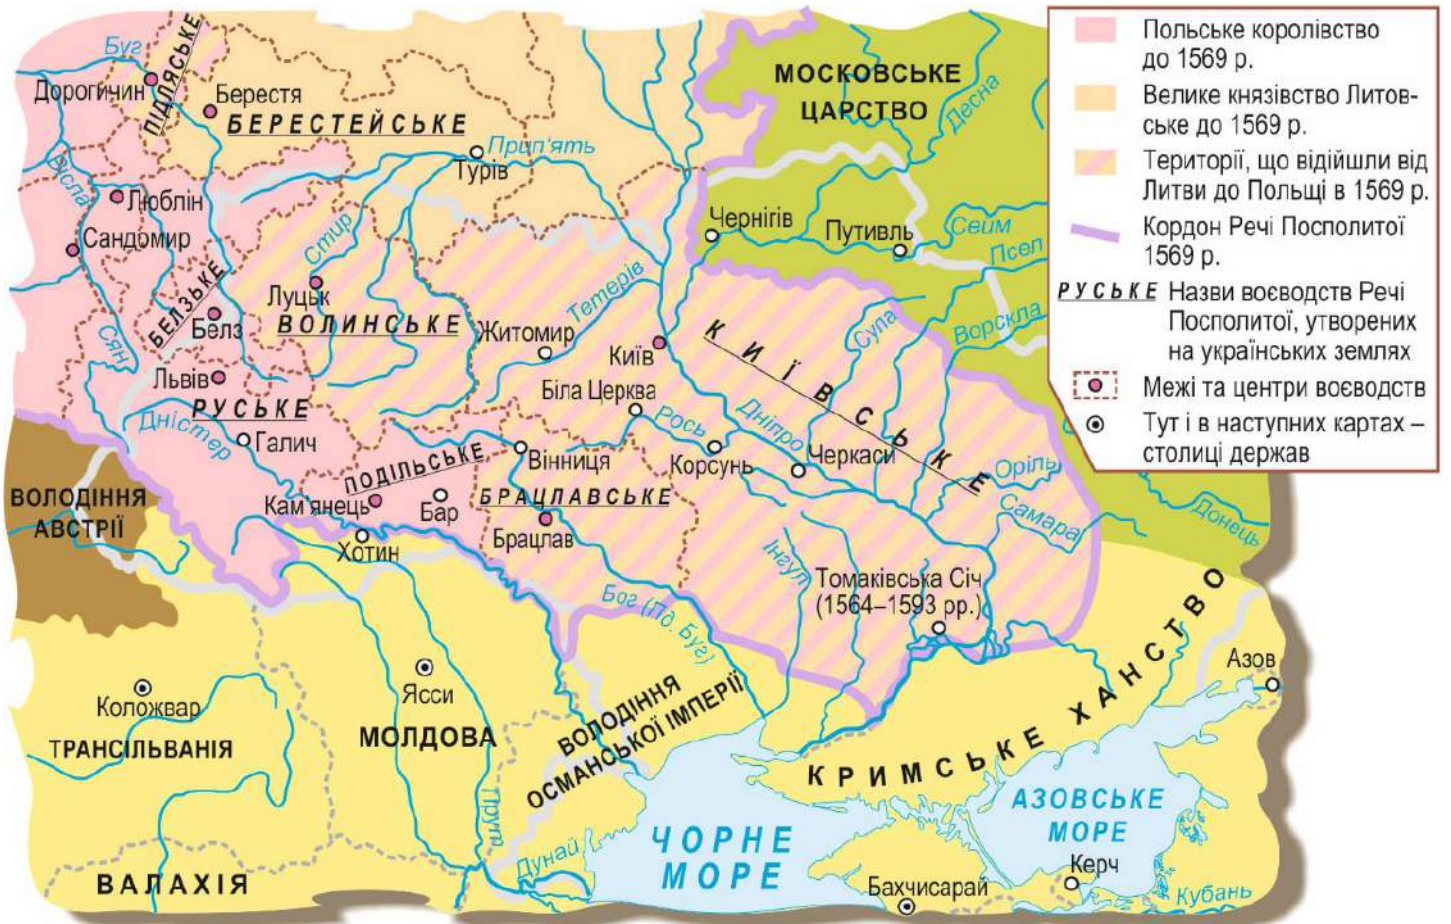 Буг
Дорогичин
ПІДЛЯСЬКЕ
Берестя
БЕРЕСТЕЙСЬКЕ
Турів
Прип'ять
МОСКОВСЬКЕ
ЦАРСТВО
Десна
Вісла
Люблін
Сандомир
Стир
Чернігів
Путивль
Сейм
Псел
Луцьк
ВОЛИНСЬКЕ
БЕЛЗЬКЕ
Белз
Сян
Тетерів
Житомир
Київ
КИЇВСЬКЕ
Супа
Ворскла
Львів
РУСЬКЕ
Дністер
Галич
Біла Церква
Рось
Корсунь
Дніпро
Черкаси
Оріль
Самара
Донець
ПОДІЛЬСЬКЕ
Вінниця
Кам'янець
Бар
БРАЦЛАВСЬКЕ
Брацлав
ВОЛОДІННЯ
АВСТРІЇ
Хотин
Інгул
Томаківська Січ
(1564–1593 рр.)
Бог (Пд. Буг)
Коложвар
ТРАНСІЛЬВАНІЯ
Ясси
МОЛДОВА
ВОЛОДІННЯ
ОСМАНСЬКОЇ ІМПЕРІЇ
КРИМСЬКЕ ХАНСТВО
Азов
Прут
Дунай
ВАЛАХІЯ
ЧОРНЕ
МОРЕ
АЗОВСЬКЕ
МОРЕ
Керч
Бахчисарай
Кубань
Польське королівство
до 1569 р.
Велике князівство Литов-
ське до 1569 р.
Території, що відійшли від
Литви до Польщі в 1569 р.
Кордон Речі Посполитої
1569 р.
РУСЬКЕ Назви воєводств Речі
Посполитої, утворених
на українських землях
Межі та центри воєводств
Тут і в наступних картах –
столиці держав